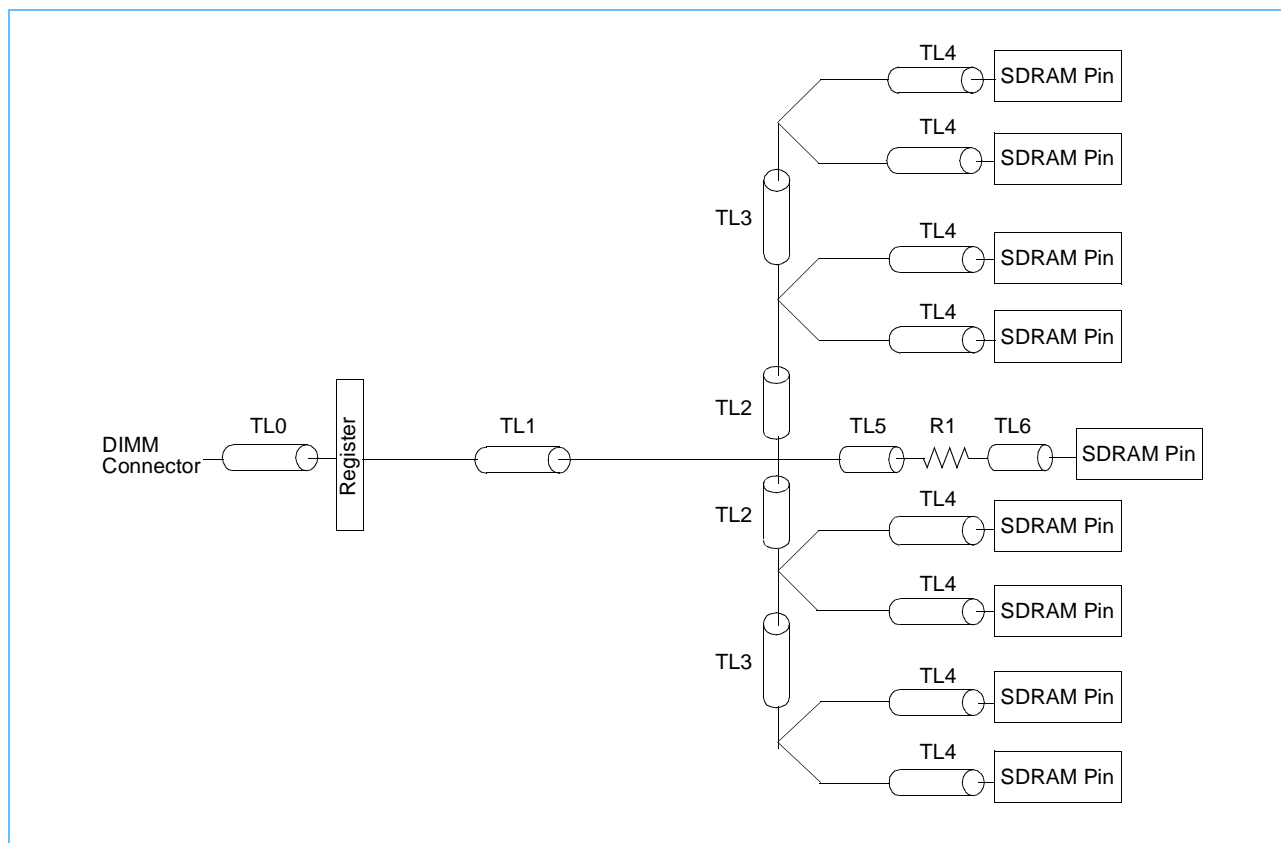 TL4
SDRAM Pin
TL4
SDRAM Pin
TL3
TL4
SDRAM Pin
TL4
SDRAM Pin
TL2
DIMM
Connector
TL0
Register
TL1
TL5
R1
TL6
SDRAM Pin
TL2
TL4
SDRAM Pin
TL4
SDRAM Pin
TL3
TL4
SDRAM Pin
TL4
SDRAM Pin